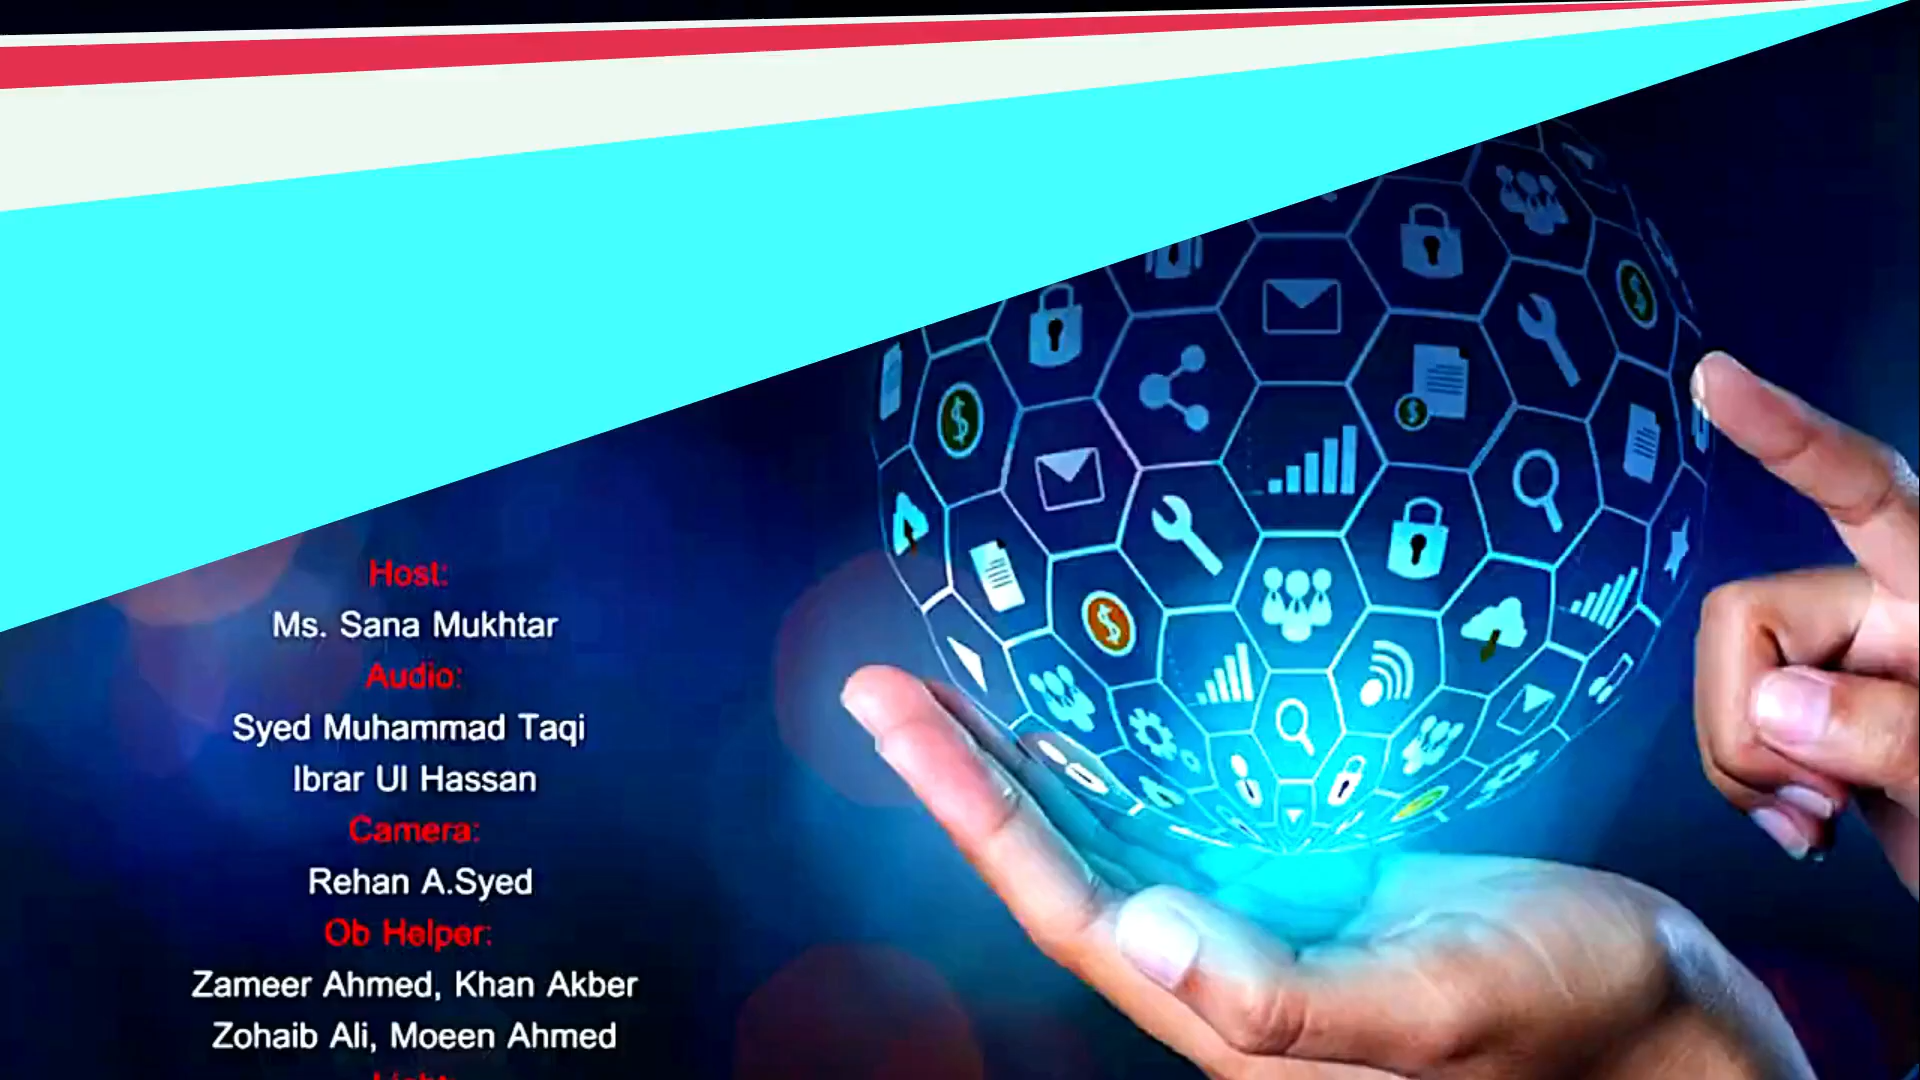 Host:
Ms. Sana Mukhtar
Audio:
Syed Muhammad Taqi
Ibrar Ul Hassan
Camera:
Rehan A.Syed
Ob Helper:
Zameer Ahmed, Khan Akber
Zohaib Ali, Moeen Ahmed